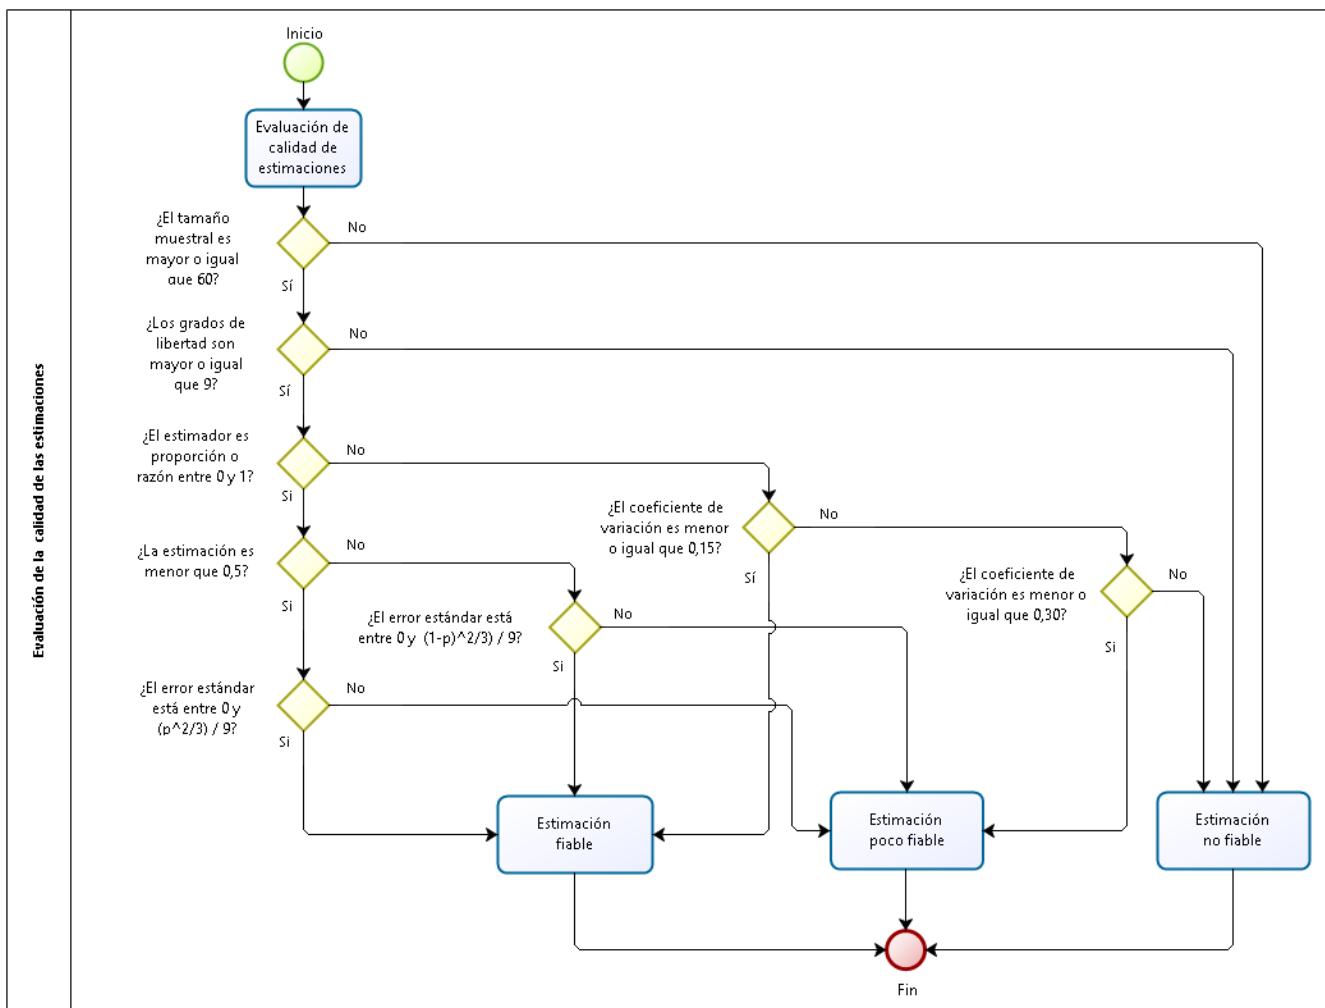 Evaluación de la calidad de las estimaciones
Inicio
Evaluación de
calidad de
estimaciones
¿El tamaño
muestral es
mayor o igual
que 60?
No
Sí
¿Los grados de
libertad son
mayor o igual
que 9?
No
Sí
¿El estimador es
proporción o
razón entre 0 y 1?
No
Si
¿El coeficiente de
variación es menor
o igual que 0,15?
No
Sí
¿La estimación es
menor que 0,5?
No
Si
¿El coeficiente de
variación es menor o
igual que 0,30?
No
Si
¿El error estándar está
entre 0 y (1-p)^2/3) / 9?
No
Si
¿El error estándar
está entre 0 y
(p^2/3) / 9?
No
Si
Estimación
fiable
Estimación
poco fiable
Estimación
no fiable
Fin